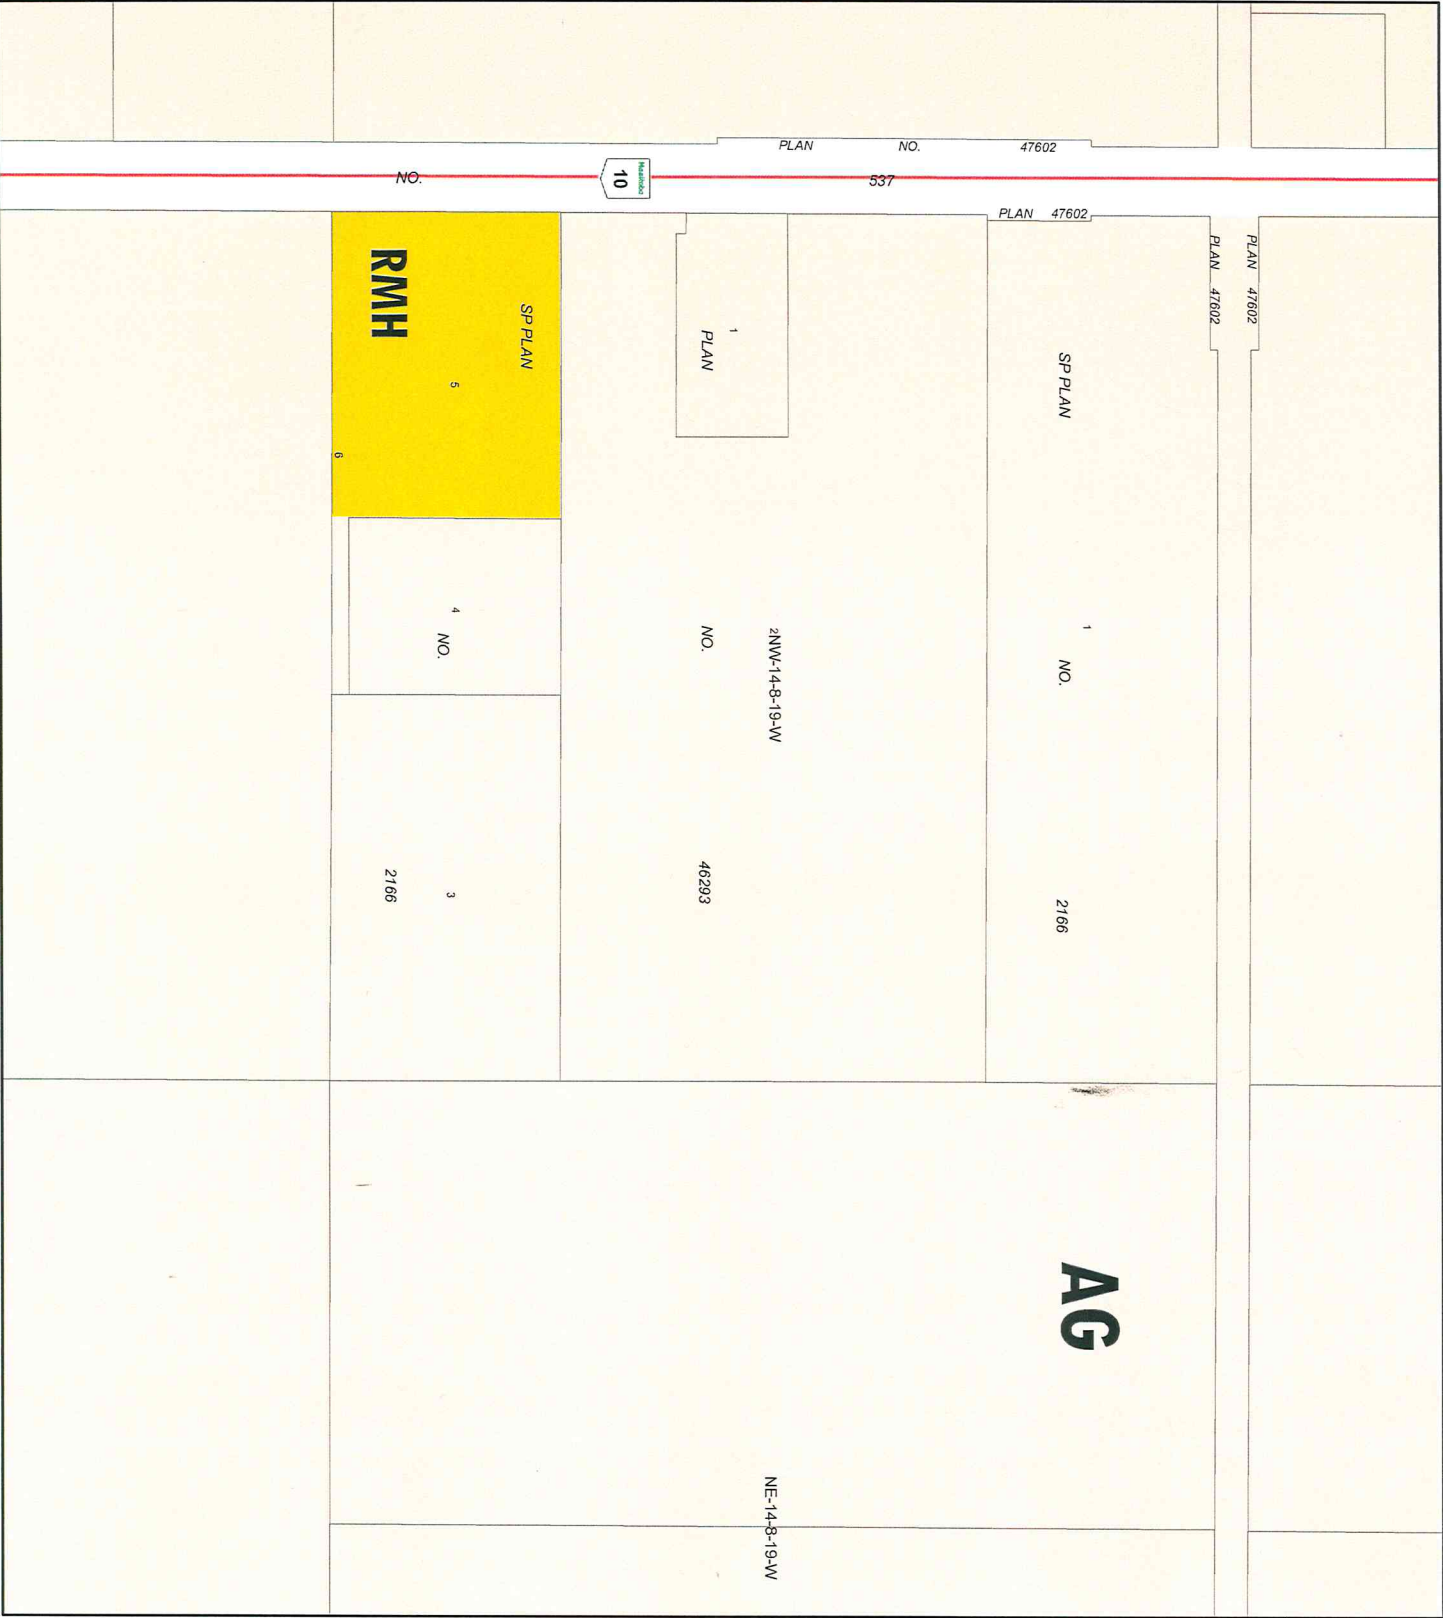 PLAN NO. 47602
Manitoba
10
NO.
537
PLAN 47602
PLAN 47602
PLAN 47602
RMH
SP PLAN
5
6
1
PLAN
NO.
46293
SP PLAN
1
NO.
2166
4
NO.
2NW-14-8-19-W
3
2166
AG
NE-14-8-19-W